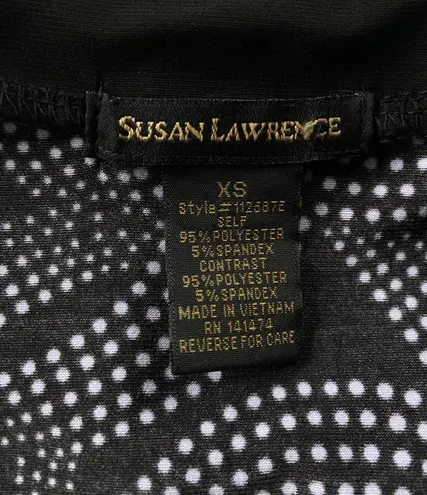 SUSAN LAWRENCE
XS
Style#112687E
SELF
95%POLYESTER
5%SPANDEX
CONTRAST
95%POLYESTER
5%SPANDEX
MADE IN VIETNAM
RN 141474
REVERSE FOR CARE